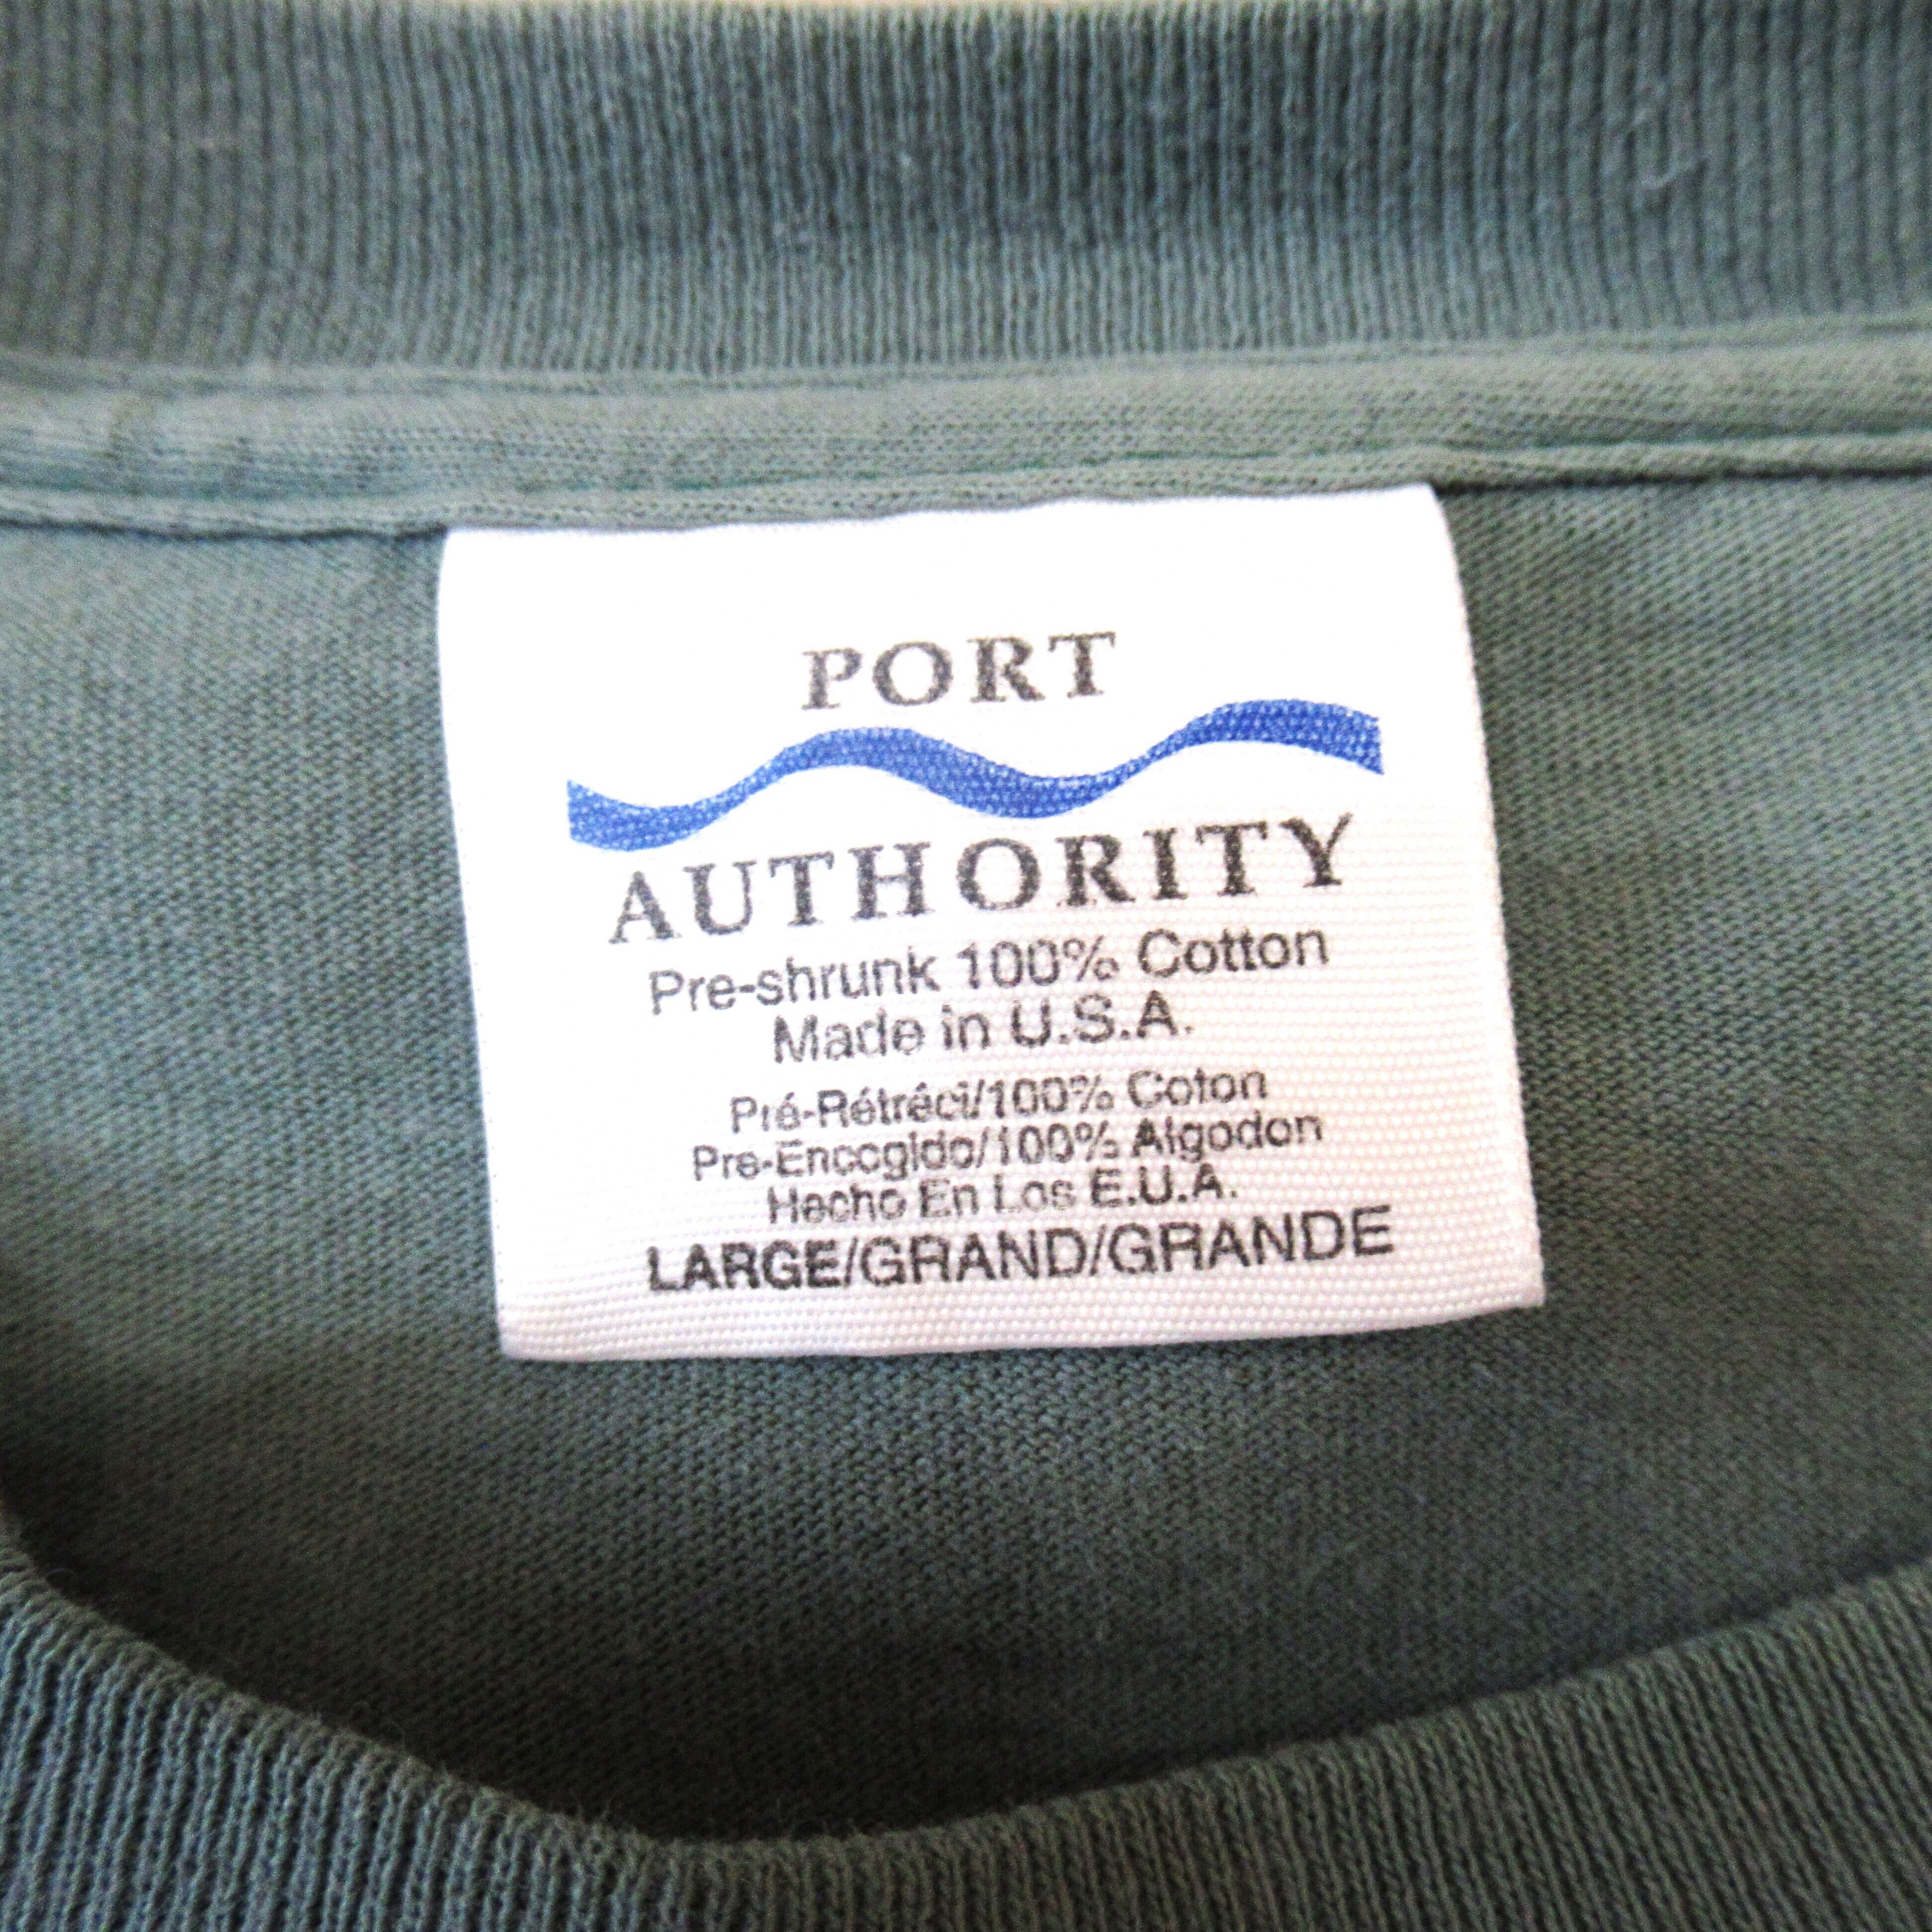 PORT
AUTHORITY
Pre-shrunk 100% Cotton
Made in U.S.A.
Pré-Rétréci/100% Coton
Pre-Encogido/100% Algodon
Hecho En Los E.U.A.
LARGE/GRAND/GRANDE